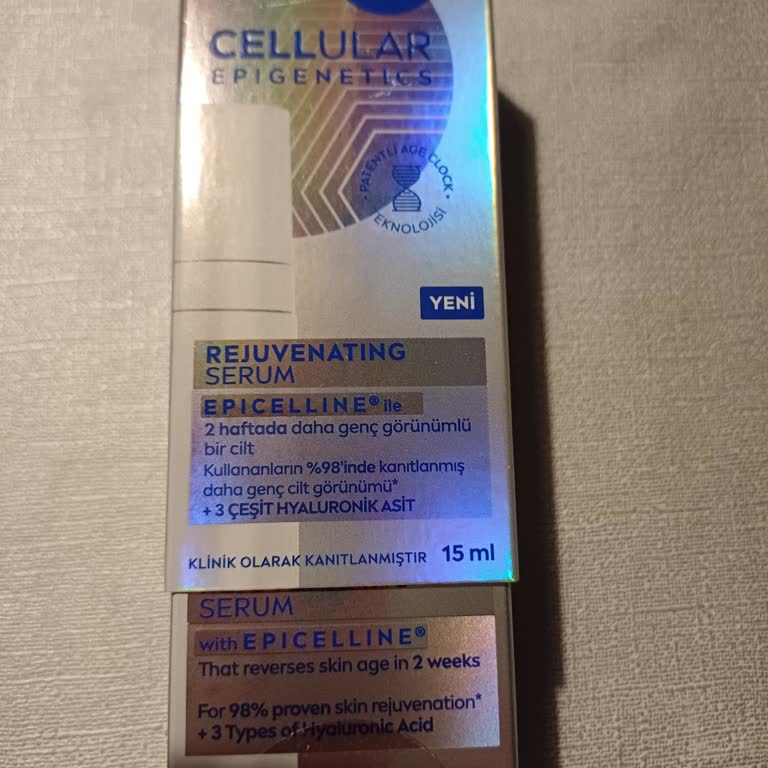 CELLULAR
EPIGENETICS
• PATENTLİ AGE CLOCK •
TEKNOLOJİSİ
YENİ
REJUVENATING
SERUM
EPICELLINE® ile
2 haftada daha genç görünümlü
bir cilt
Kullananların %98'inde kanıtlanmış
daha genç cilt görünümü*
+ 3 ÇEŞİT HYALURONİK ASİT
KLİNİK OLARAK KANITLANMIŞTIR 15 ml
SERUM
with EPICELLINE®
That reverses skin age in 2 weeks
For 98% proven skin rejuvenation*
+ 3 Types of Hyaluronic Acid